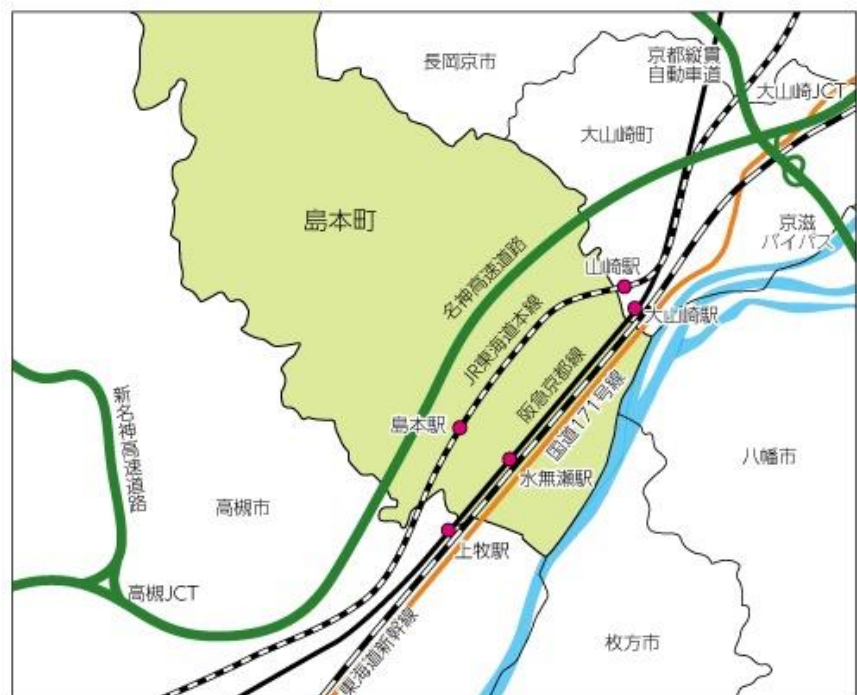 長岡京市
京都縦貫
自動車道
大山崎JCT
大山崎町
島本町
京滋
バイパス
名神高速道路
山崎駅
大山崎駅
JR東海道本線
阪急京都線
国道171号線
島本駅
新名神高速道路
水無瀬駅
八幡市
高槻市
上牧駅
高槻JCT
東海道新幹線
枚方市